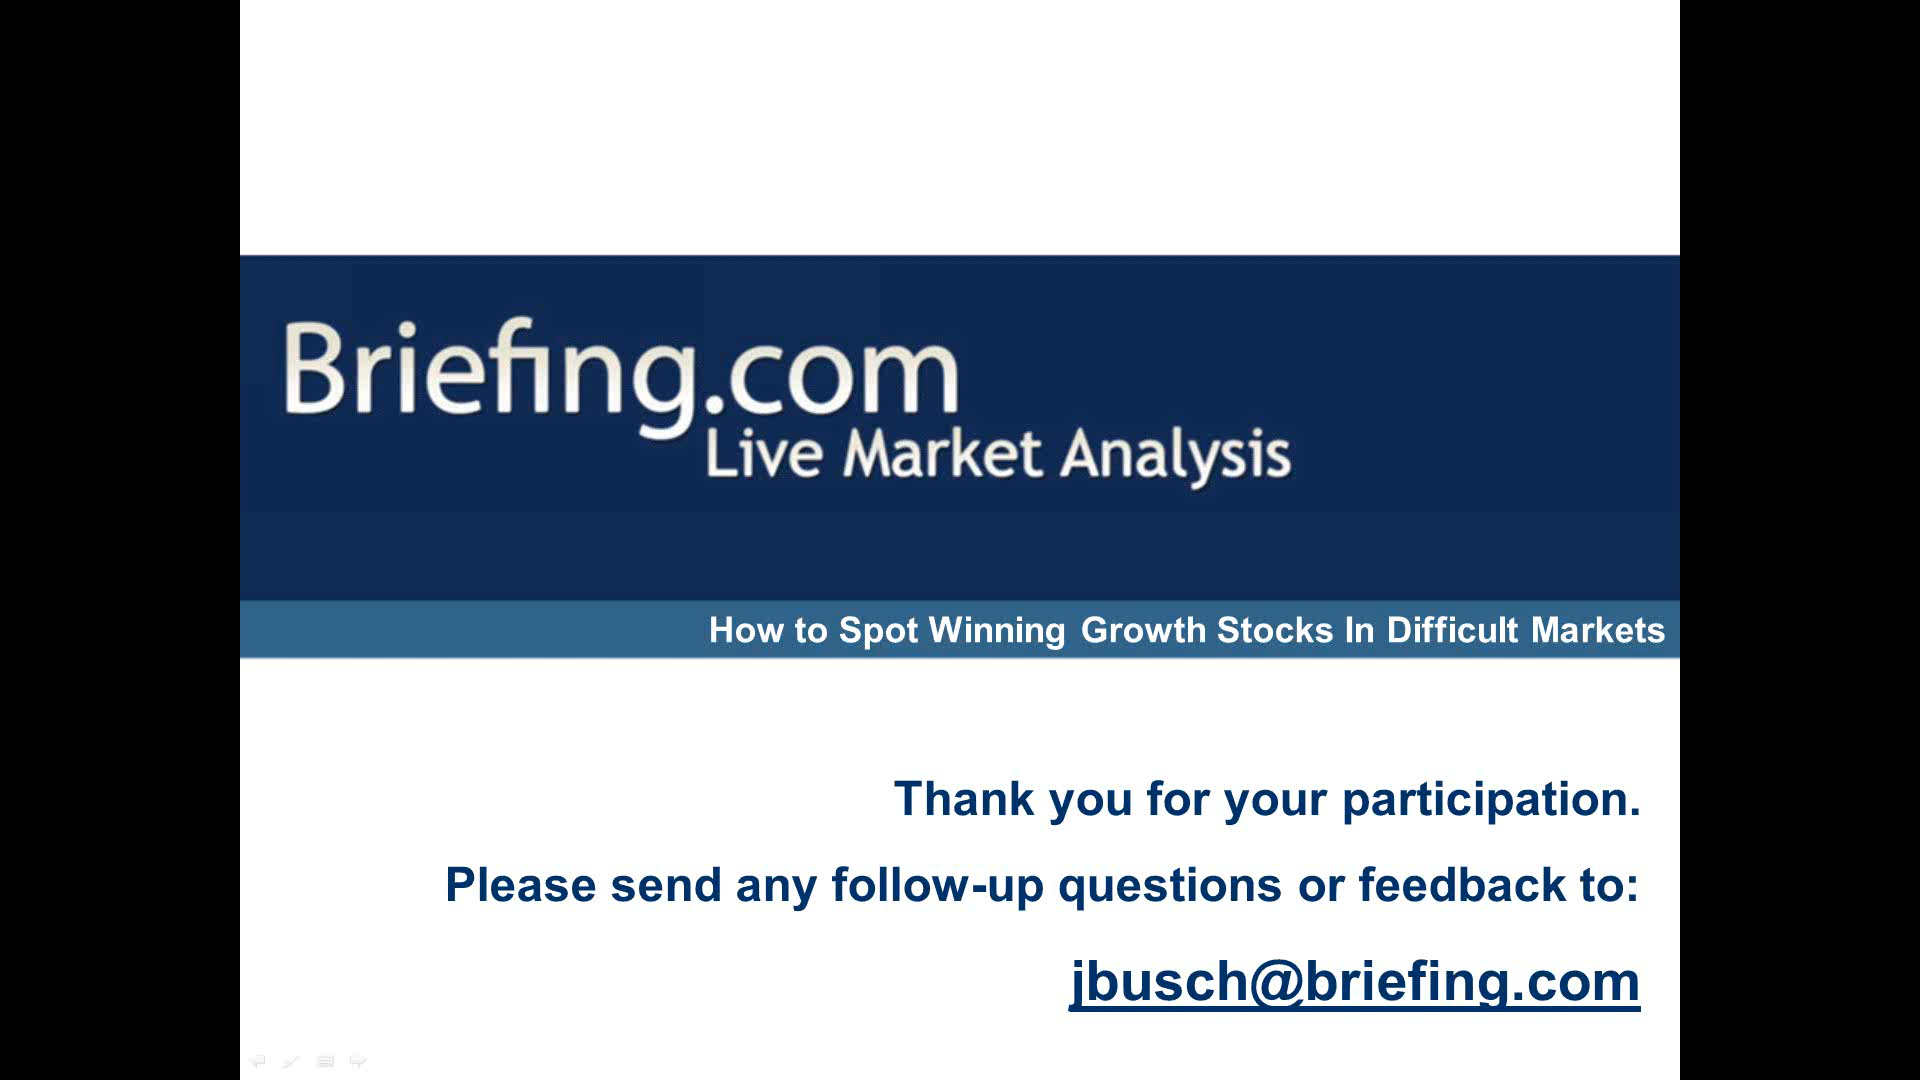 Briefing.com
Live Market Analysis
How to Spot Winning Growth Stocks In Difficult Markets
Thank you for your participation.
Please send any follow-up questions or feedback to:
jbusch@briefing.com